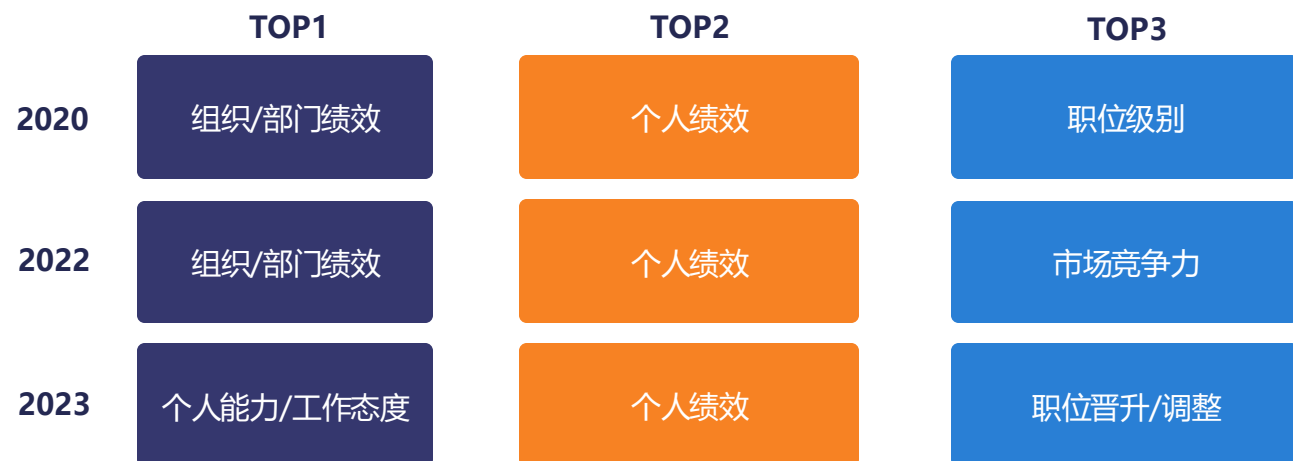 TOP1 TOP2 TOP3
2020 组织/部门绩效 个人绩效 职位级别
2022 组织/部门绩效 个人绩效 市场竞争力
2023 个人能力/工作态度 个人绩效 职位晋升/调整